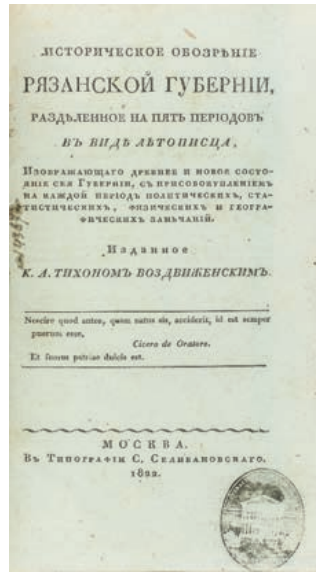 ИСТОРИЧЕСКОЕ ОБОЗРѢНІЕ
РЯЗАНСКОЙ ГУБЕРНІИ,
РАЗДѢЛЕННОЕ НА ПЯТЬ ПЕРІОДОВЪ
ВЪ ВИДѢ ЛѢТОПИСЦА,
ИЗОБРАЖАЮЩАГО ДРЕВНЕЕ И НОВОЕ СОСТО-
ЯНІЕ СЕЯ ГУБЕРНІИ, СЪ ПРИСОВОКУПЛЕНІЕМЪ
НА КАЖДОЙ ПЕРІОДЪ ПОЛИТИЧЕСКИХЪ, СТА-
ТИСТИЧЕСКИХЪ, ФИЗИЧЕСКИХЪ И ГЕОГРА-
ФИЧЕСКИХЪ ЗАМѢЧАНІЙ.
Изданное
К. А. ТИХОНОМЪ ВОЗДВИЖЕНСКИМЪ.
Nescire quod antea, quam natus sis, acciderit, id est semper
puerum esse.
Cicero de Oratore.
Et fumus patriae dulcis est.
МОСКВА.
Въ Типографіи С. Селивановскаго.
1822.